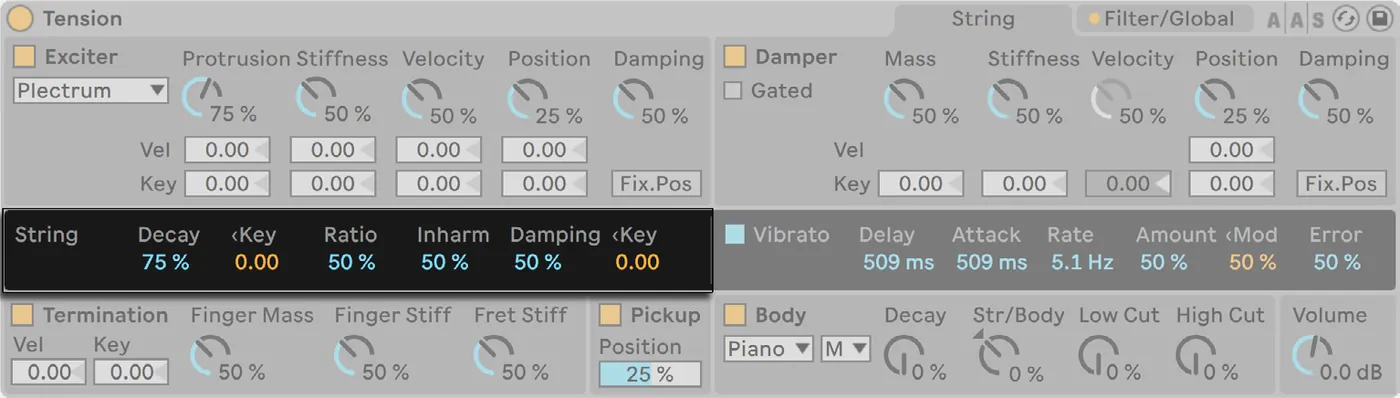 Tension String Filter/Global AAS
Exciter Protrusion Stiffness Velocity Position Damping
Plectrum 75 % 50 % 50 % 25 % 50 %
Vel 0.00 0.00 0.00 0.00
Key 0.00 0.00 0.00 0.00 Fix.Pos
Damper Mass Stiffness Velocity Position Damping
Gated 50 % 50 % 50 % 25 % 50 %
Vel 0.00
Key 0.00 0.00 0.00 0.00 Fix.Pos
String Decay ‹Key Ratio Inharm Damping ‹Key
75 % 0.00 50 % 50 % 50 % 0.00
Vibrato Delay Attack Rate Amount ‹Mod Error
509 ms 509 ms 5.1 Hz 50 % 50 % 50 %
Termination Finger Mass Finger Stiff Fret Stiff
Vel Key
0.00 0.00 50 % 50 % 50 %
Pickup
Position
25 %
Body Decay Str/Body Low Cut High Cut
Piano M 0 % 0 % 0 % 0 %
Volume
0.0 dB